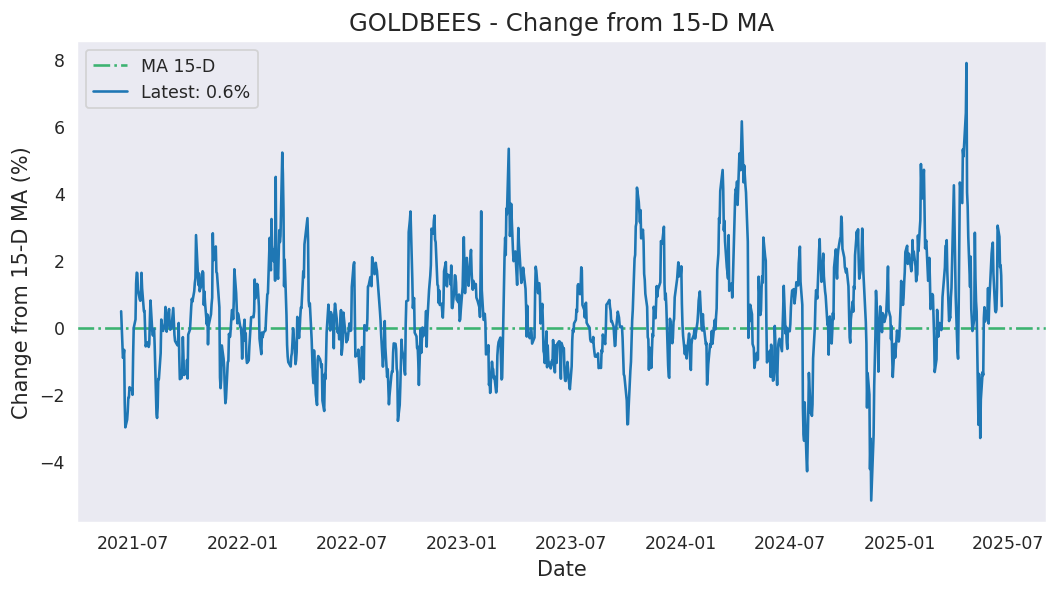 GOLDBEES - Change from 15-D MA
MA 15-D
Latest: 0.6%
Change from 15-D MA (%)
8
6
4
2
0
−2
−4
2021-07 2022-01 2022-07 2023-01 2023-07 2024-01 2024-07 2025-01 2025-07
Date